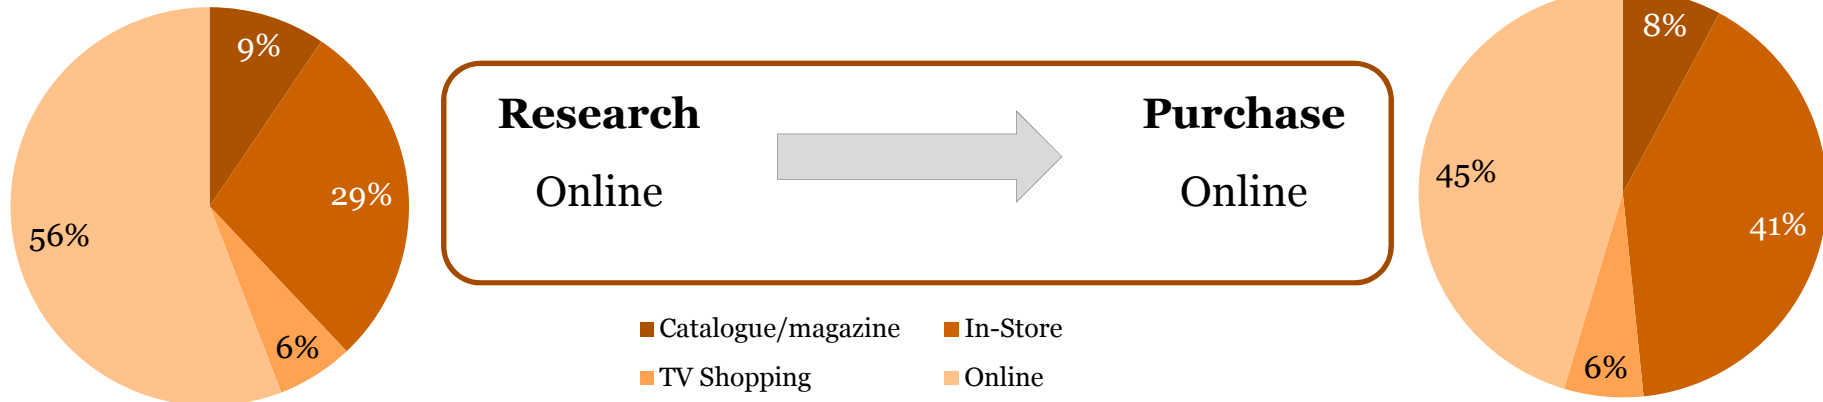 9%
29%
56%
6%
Research
Online
Purchase
Online
Catalogue/magazine
In-Store
TV Shopping
Online
8%
45%
41%
6%